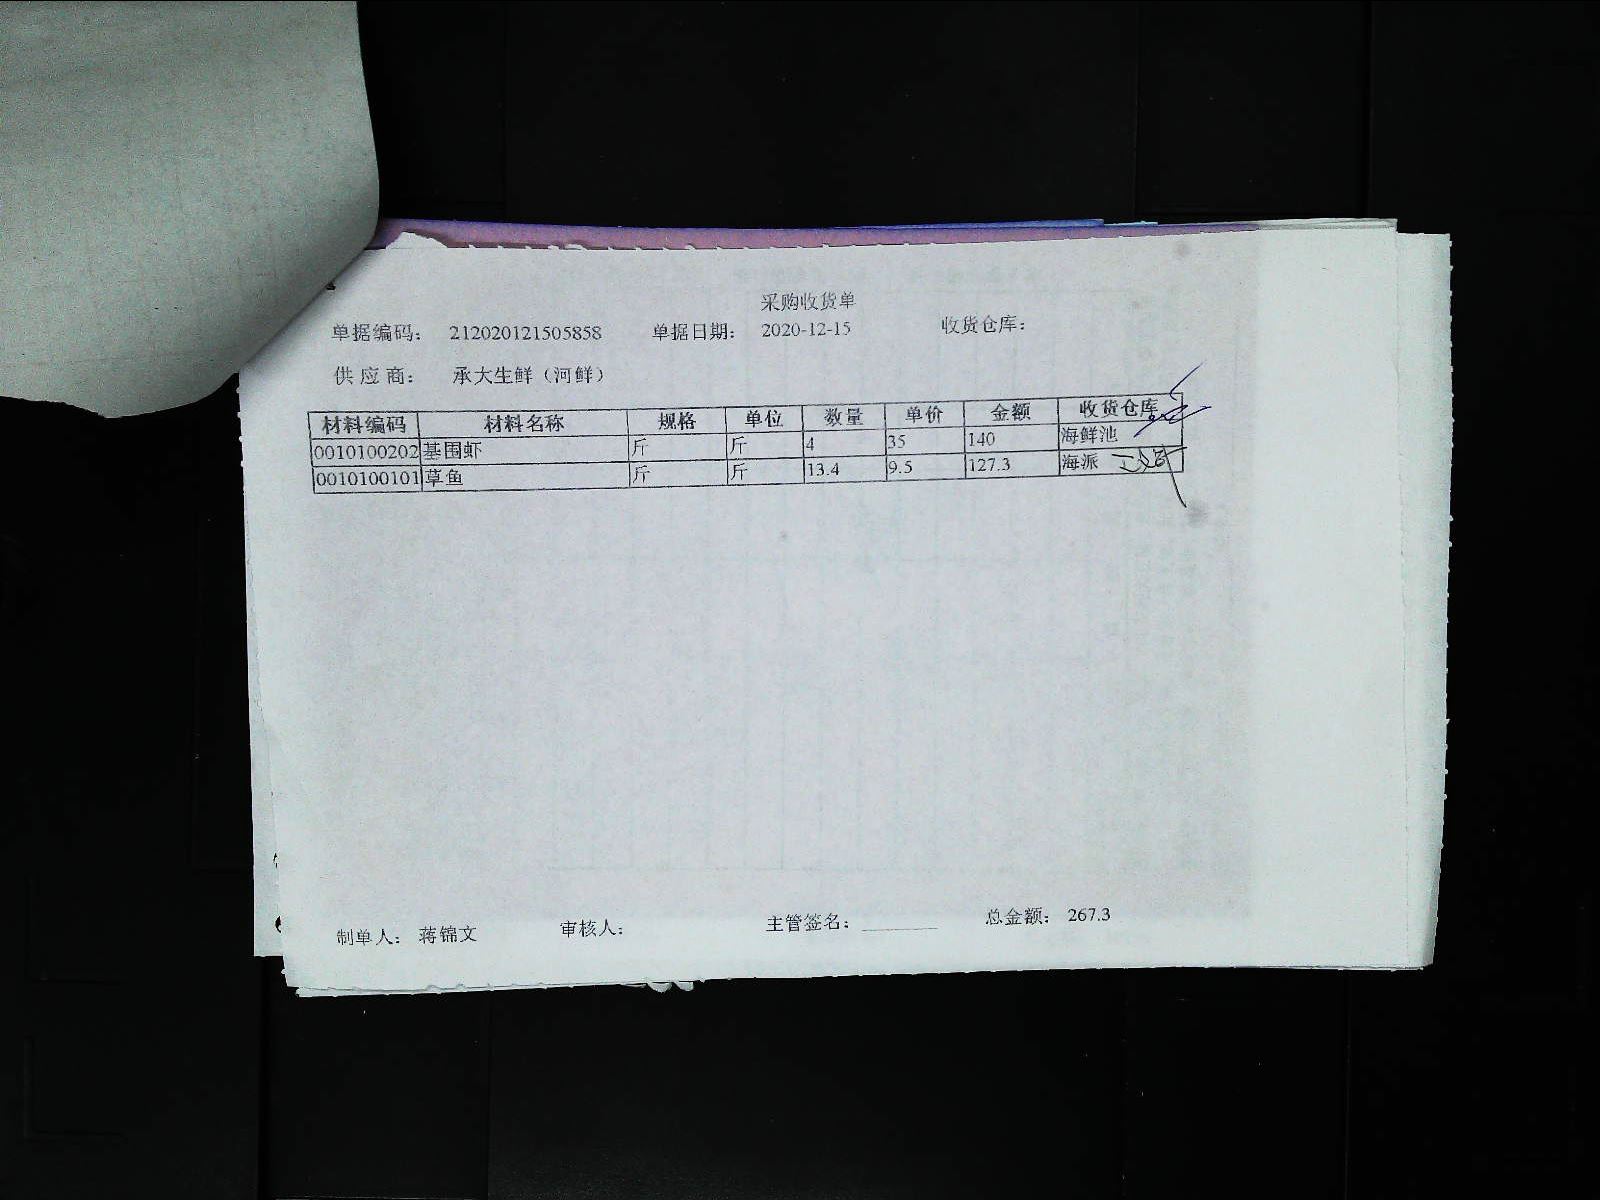 采购收货单
单据编码： 212020121505858 单据日期： 2020-12-15 收货仓库：
供应商： 承大生鲜（河鲜）
材料编码 材料名称 规格 单位 数量 单价 金额 收货仓库
0010100202 基围虾 斤 斤 4 35 140 海鲜池
0010100101 草鱼 斤 斤 13.4 9.5 127.3 海派
制单人： 蒋锦文 审核人： 主管签名： 总金额： 267.3